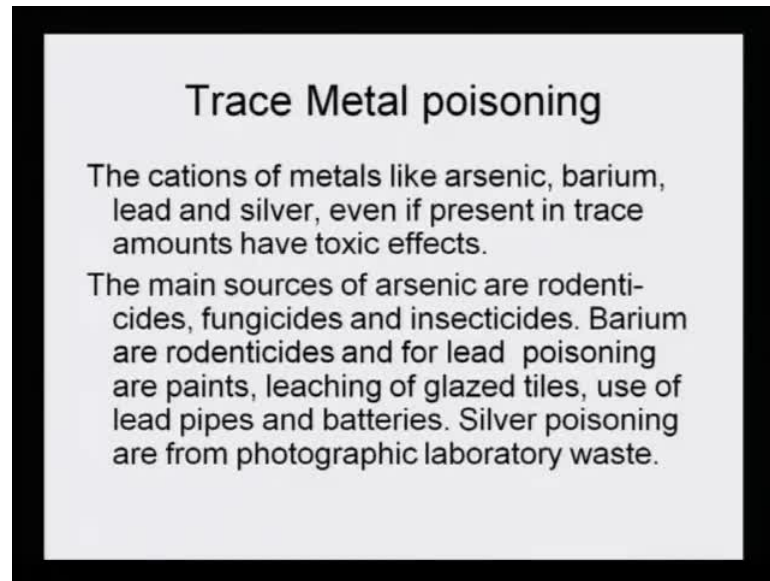 Trace Metal poisoning
The cations of metals like arsenic, barium,
lead and silver, even if present in trace
amounts have toxic effects.
The main sources of arsenic are rodenti-
cides, fungicides and insecticides. Barium
are rodenticides and for lead poisoning
are paints, leaching of glazed tiles, use of
lead pipes and batteries. Silver poisoning
are from photographic laboratory waste.